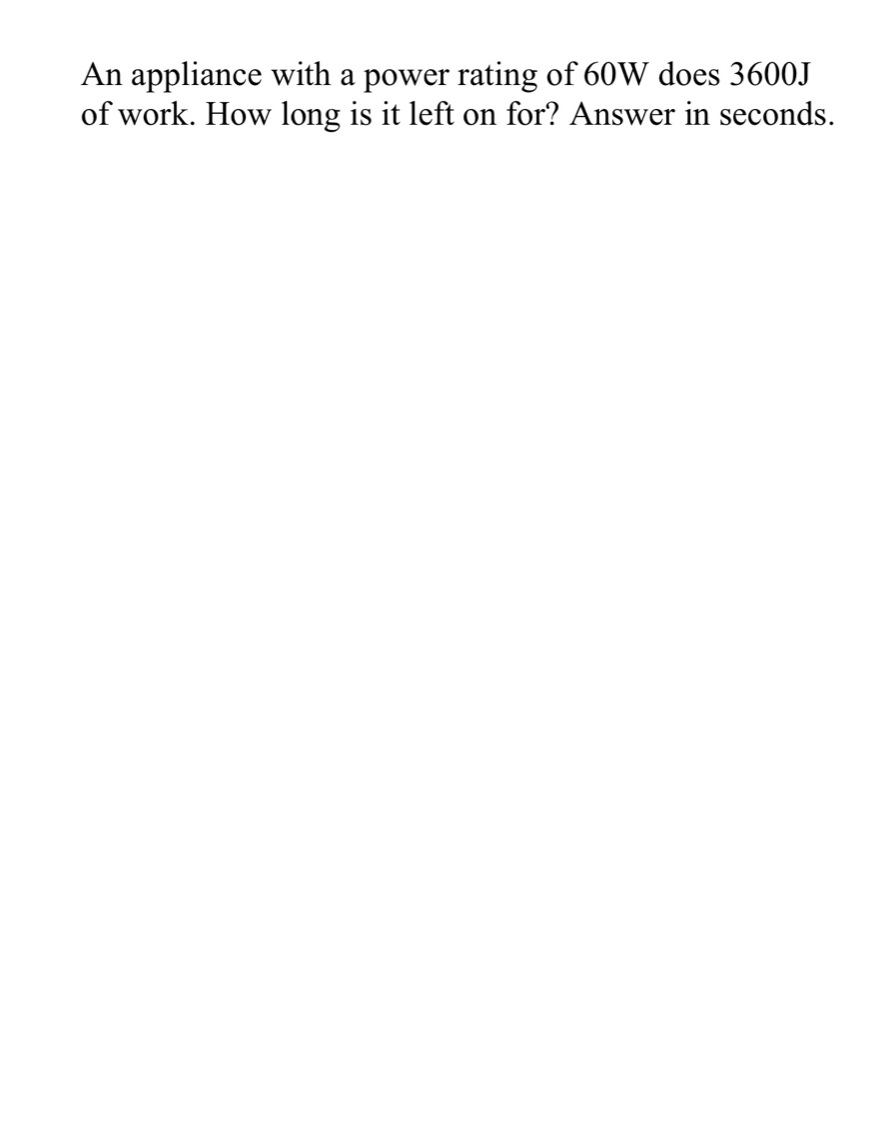 An appliance with a power rating of 60W does 3600J
of work. How long is it left on for? Answer in seconds.